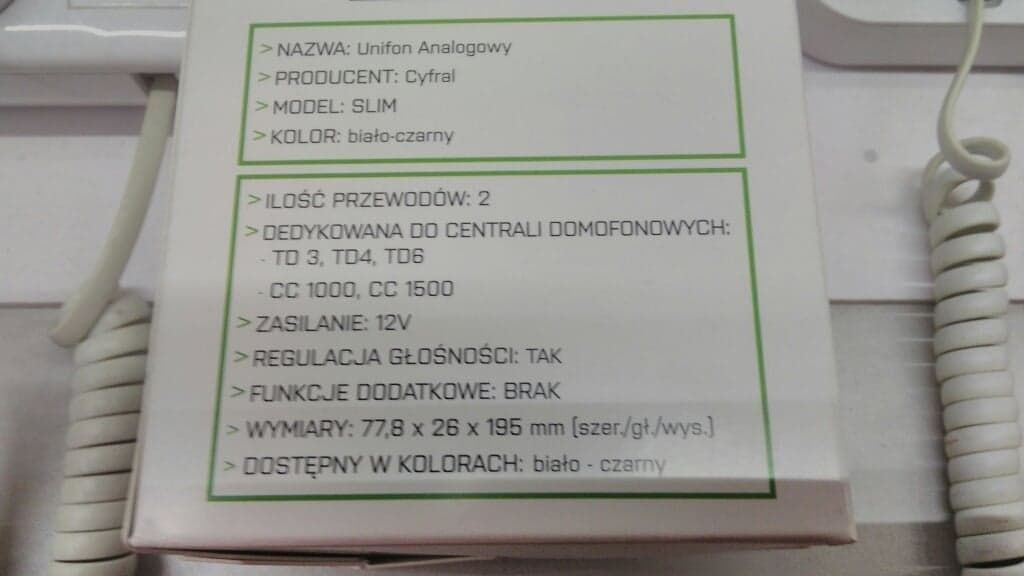 > NAZWA: Unifon Analogowy
> PRODUCENT: Cyfral
> MODEL: SLIM
> KOLOR: biało-czarny
> ILOŚĆ PRZEWODÓW: 2
> DEDYKOWANA DO CENTRALI DOMOFONOWYCH:
- TD 3, TD4, TD6
- CC 1000, CC 1500
> ZASILANIE: 12V
> REGULACJA GŁOŚNOŚCI: TAK
> FUNKCJE DODATKOWE: BRAK
> WYMIARY: 77,8 x 26 x 195 mm (szer./gł./wys.)
> DOSTĘPNY W KOLORACH: biało - czarny